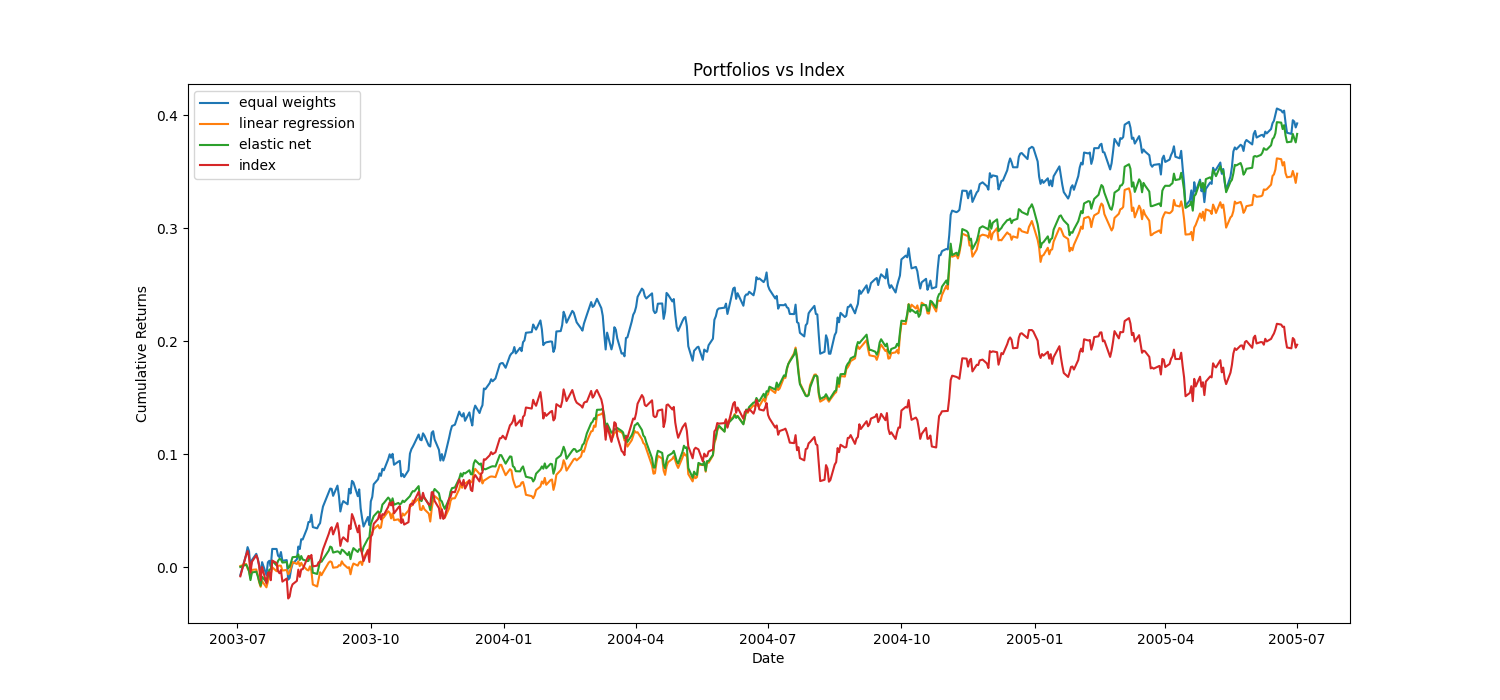 Portfolios vs Index
equal weights
linear regression
elastic net
index
Cumulative Returns
0.4
0.3
0.2
0.1
0.0
2003-07 2003-10 2004-01 2004-04 2004-07 2004-10 2005-01 2005-04 2005-07
Date